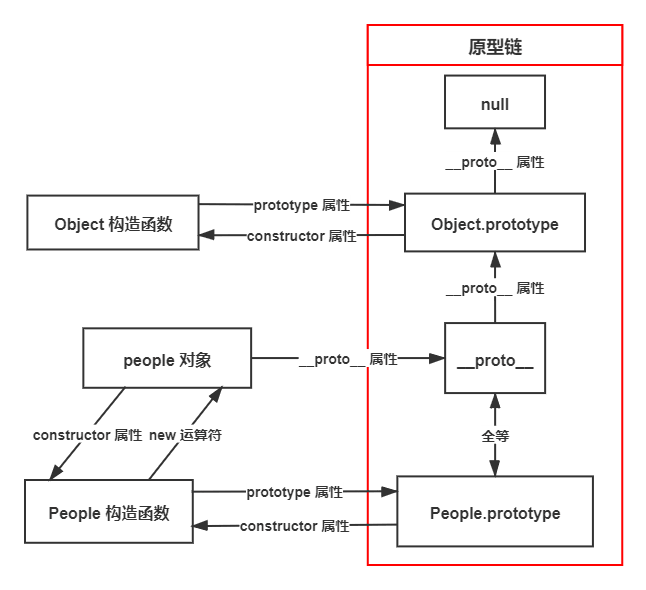 原型链
null
__proto__ 属性
Object 构造函数
prototype 属性
constructor 属性
Object.prototype
__proto__ 属性
people 对象
__proto__ 属性
__proto__
constructor 属性
new 运算符
全等
People 构造函数
prototype 属性
constructor 属性
People.prototype